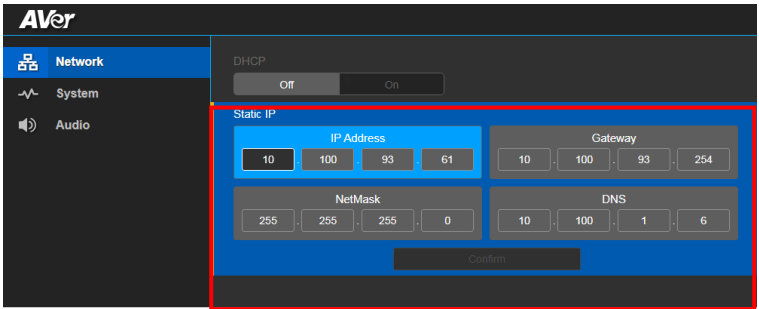 AVer
Network
System
Audio
DHCP
Off On
Static IP
IP Address
10 . 100 . 93 . 61
Gateway
10 . 100 . 93 . 254
NetMask
255 . 255 . 255 . 0
DNS
10 . 100 . 1 . 6
Confirm